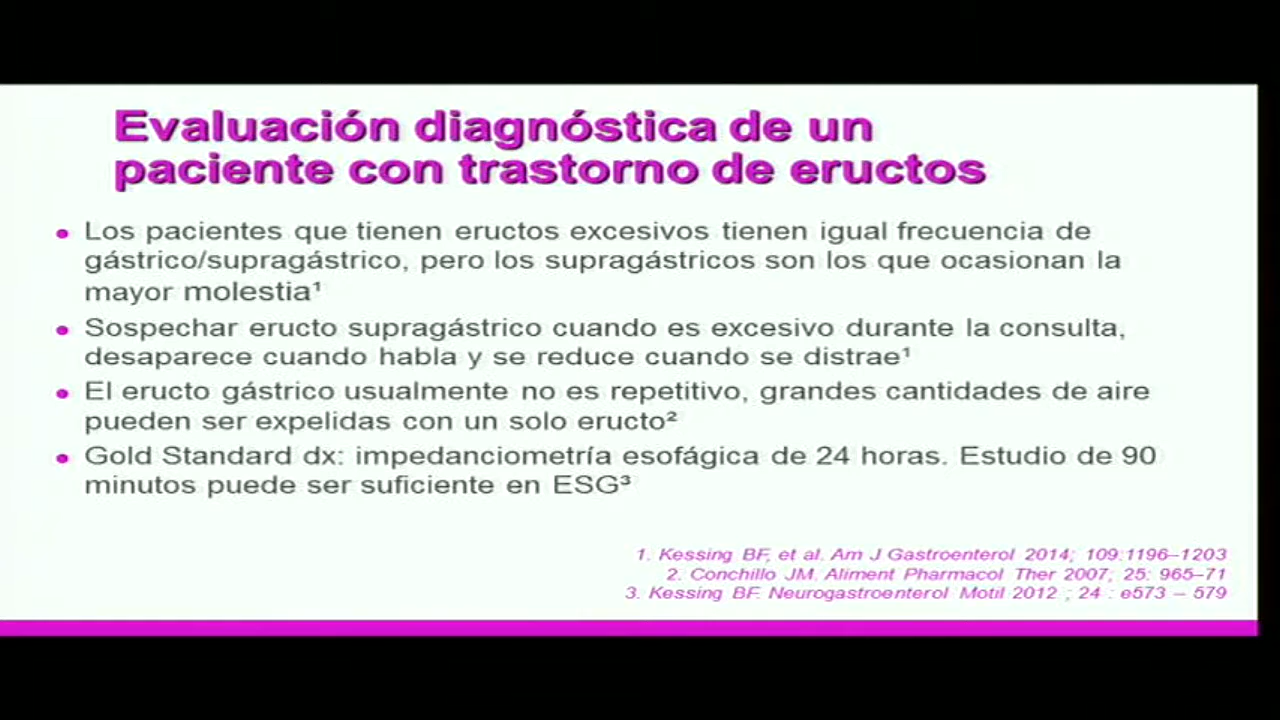 Evaluación diagnóstica de un
paciente con trastorno de eructos
• Los pacientes que tienen eructos excesivos tienen igual frecuencia de
gástrico/supragástrico, pero los supragástricos son los que ocasionan la
mayor molestia¹
• Sospechar eructo supragástrico cuando es excesivo durante la consulta,
desaparece cuando habla y se reduce cuando se distrae¹
• El eructo gástrico usualmente no es repetitivo, grandes cantidades de aire
pueden ser expelidas con un solo eructo²
• Gold Standard dx: impedanciometría esofágica de 24 horas. Estudio de 90
minutos puede ser suficiente en ESG³
1. Kessing BF, et al. Am J Gastroenterol 2014; 109:1196–1203
2. Conchillo JM. Aliment Pharmacol Ther 2007; 25: 965–71
3. Kessing BF. Neurogastroenterol Motil 2012 ; 24 : e573 – 579